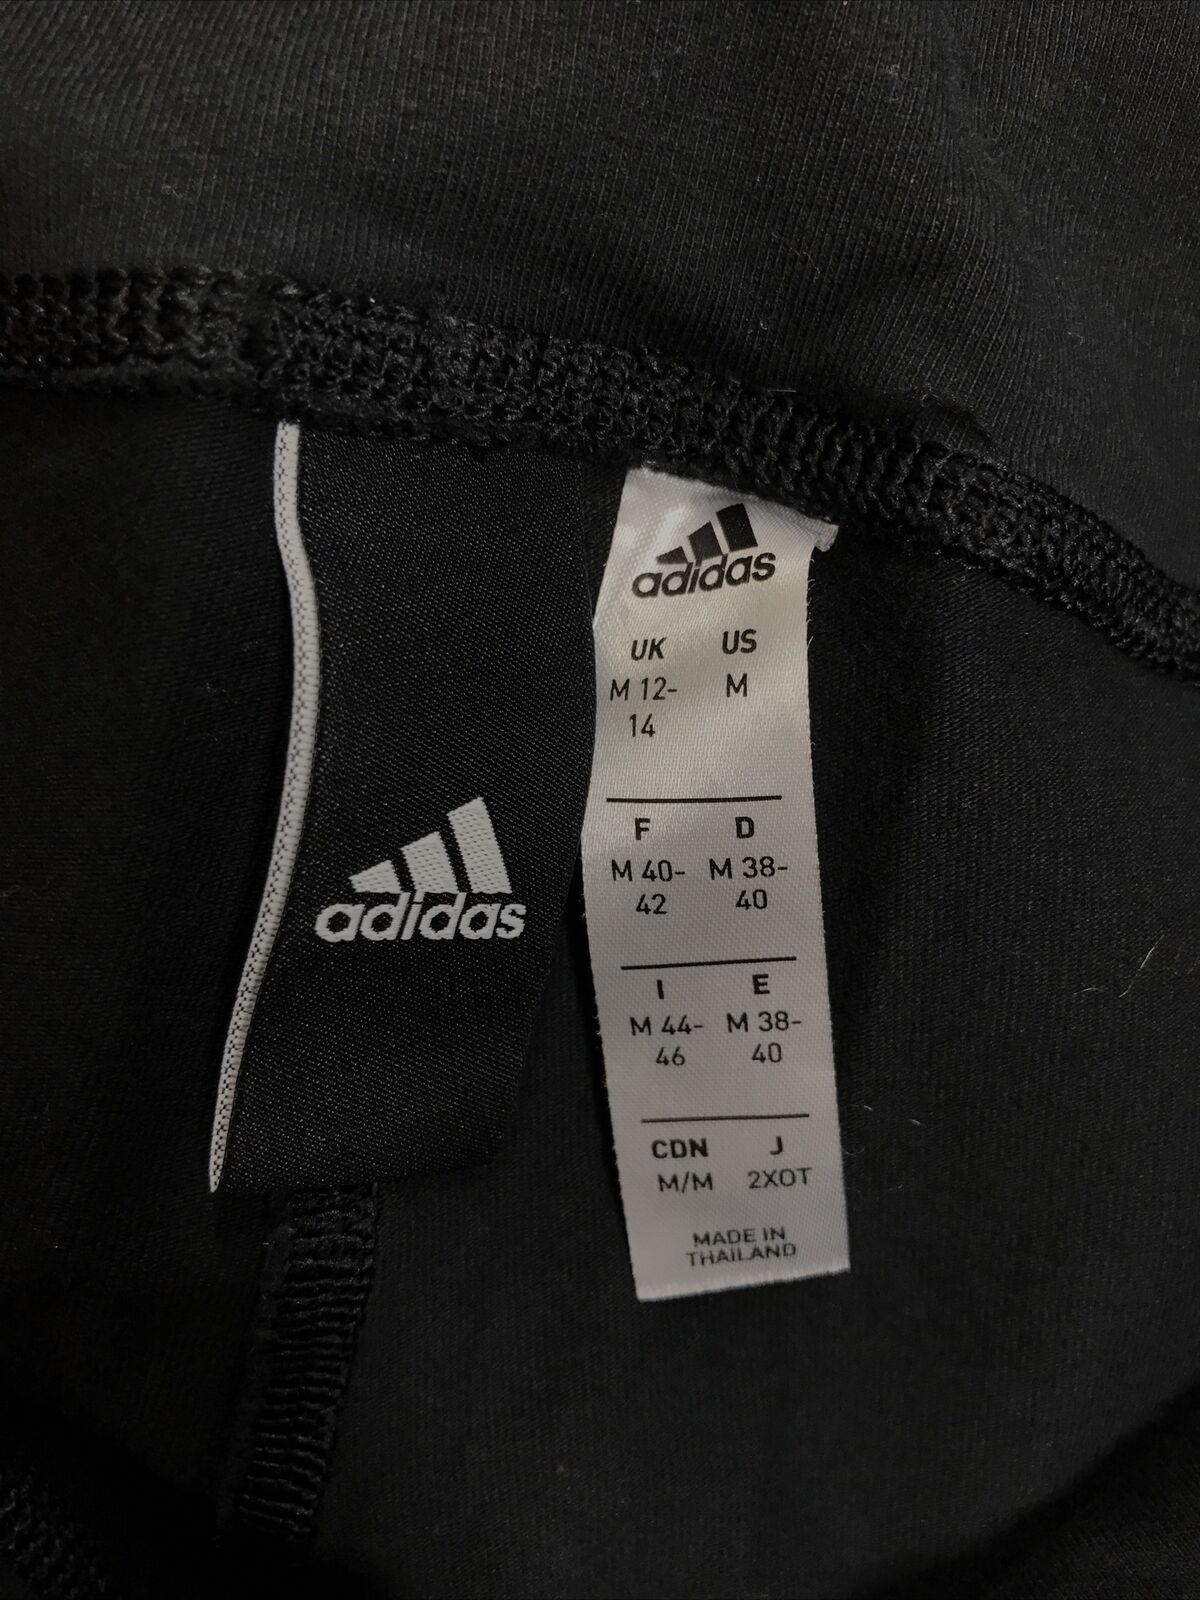 adidas
adidas
UK US
M 12-14 M
F D
M 40-42 M 38-40
I E
M 44-46 M 38-40
CDN J
M/M 2XOT
MADE IN
THAILAND